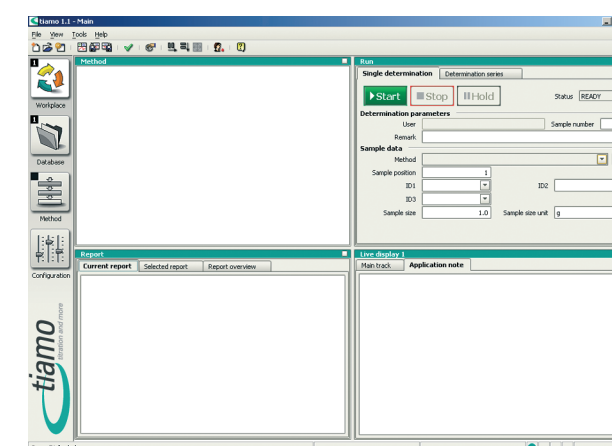 tiamo 1.1 - Main
File View Tools Help
Method
Run
1
Workplace
1
Database
Method
Configuration
Single determination Determination series
Start Stop Hold Status READY
Determination parameters
User Sample number
Remark
Sample data
Method
Sample position 1
ID1 ID2
ID3
Sample size 1.0 Sample size unit g
Report
Current report Selected report Report overview
Live display 1
Main track Application note
tiamo
titration and more